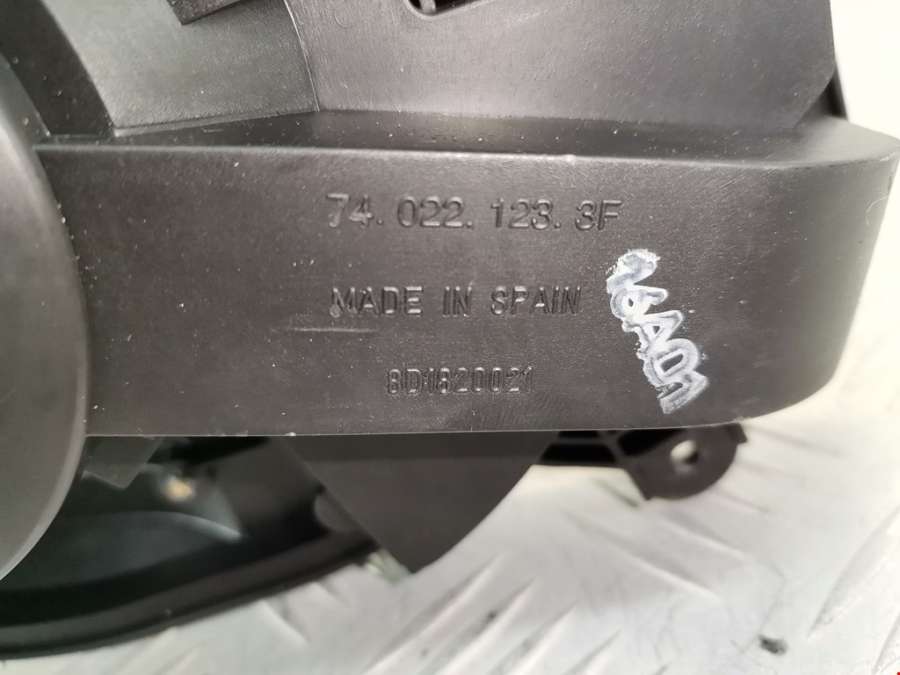 74. 022. 123. 3F
MADE IN SPAIN
8D1820021